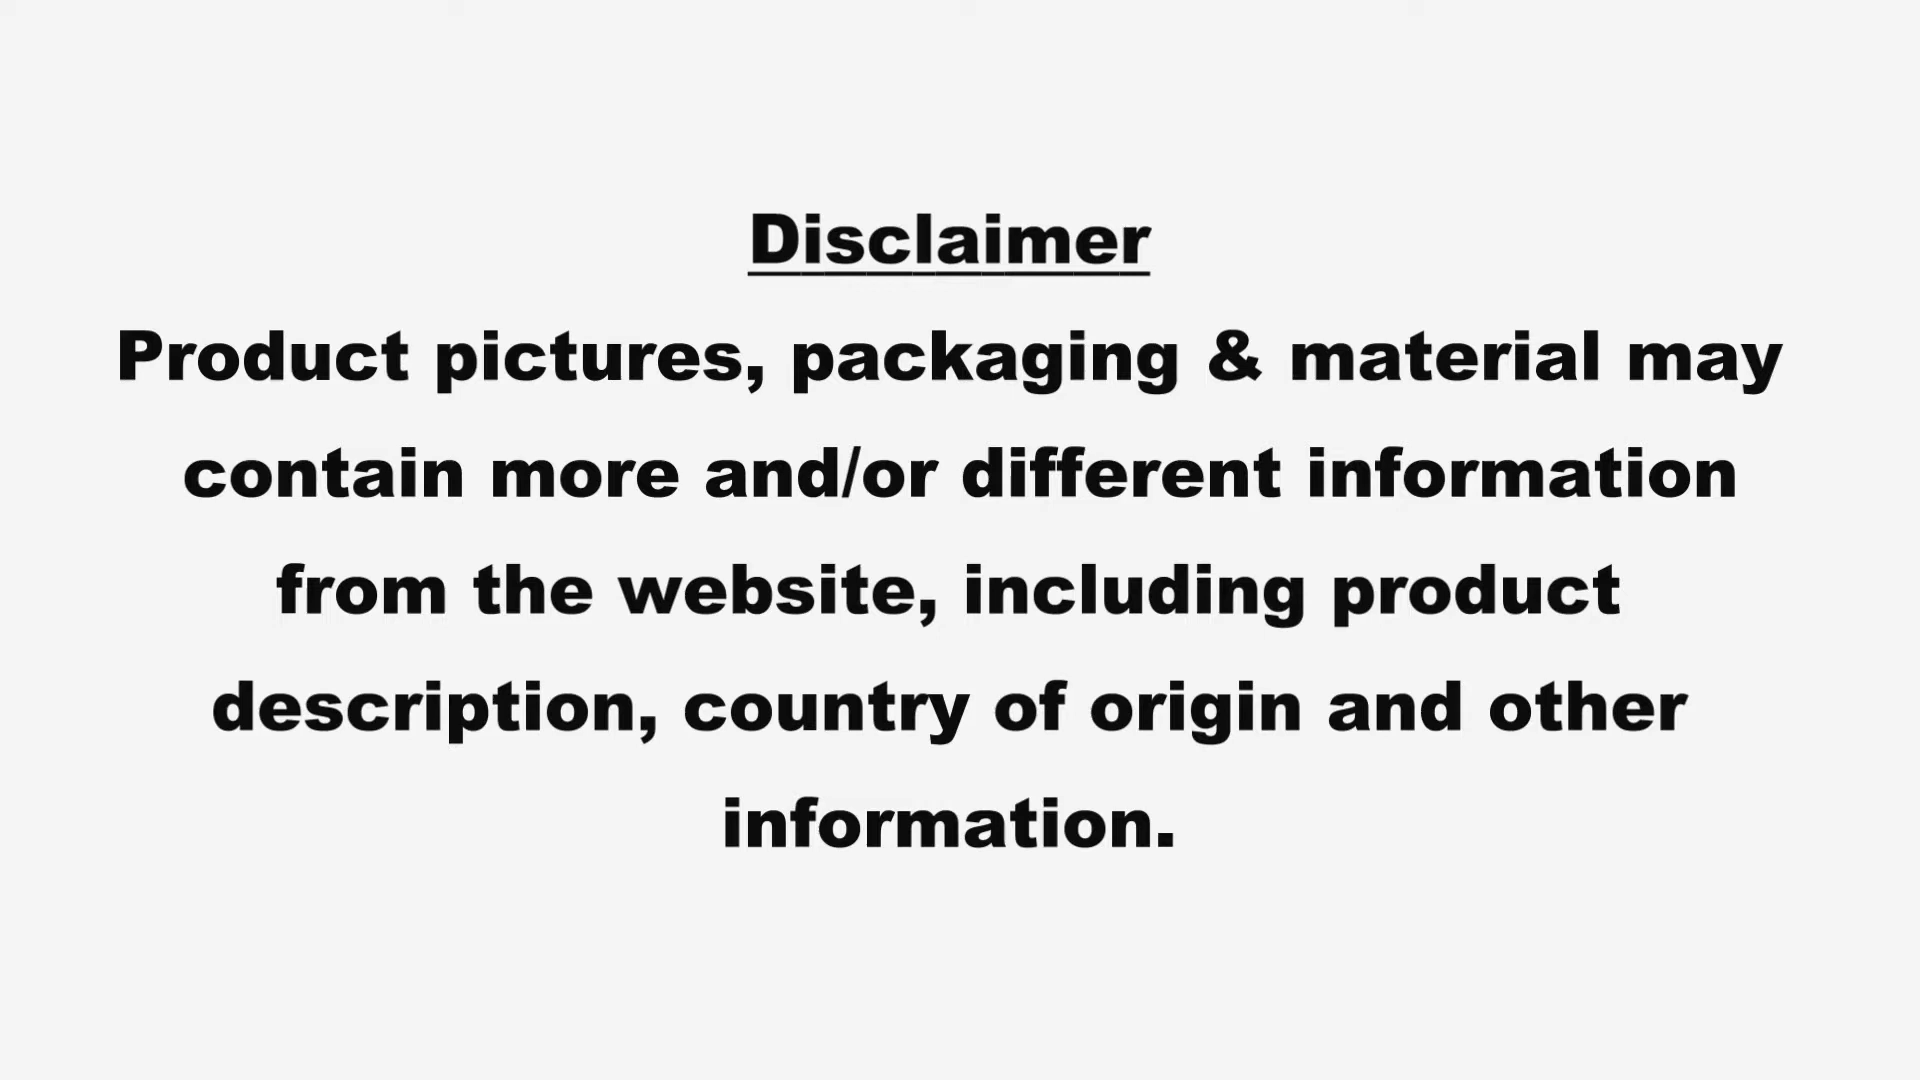 Disclaimer
Product pictures, packaging & material may
contain more and/or different information
from the website, including product
description, country of origin and other
information.